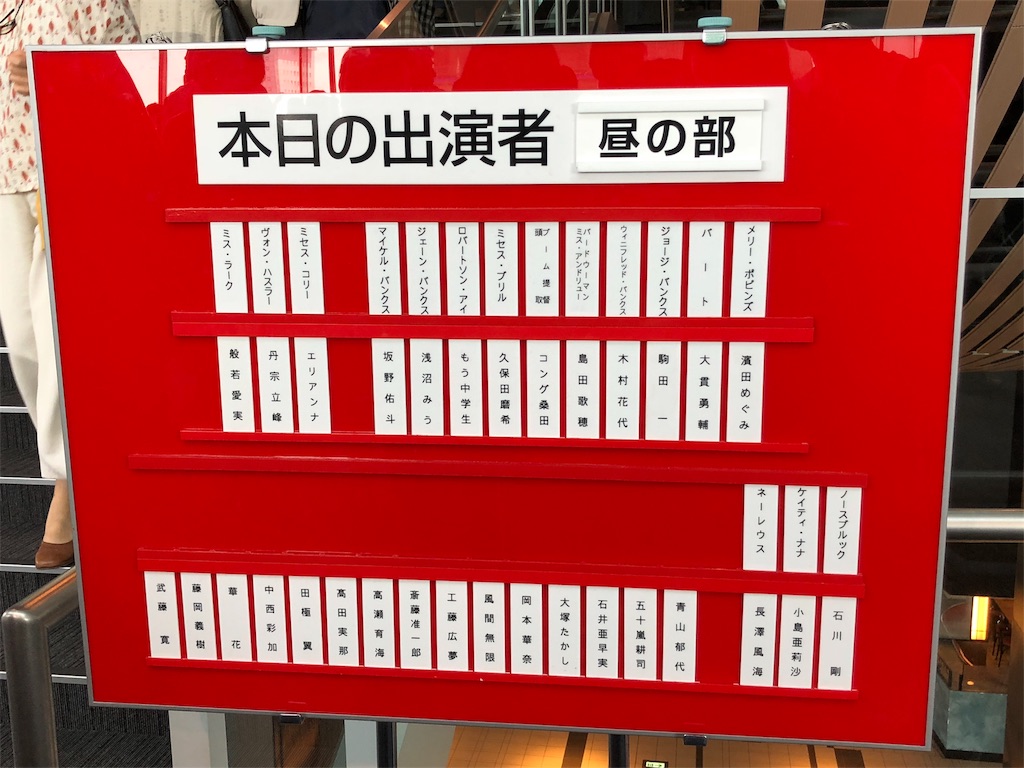 本日の出演者 昼の部
メリー・ポピンズ
バート
ジョージ・バンクス
ウィニフレッド・バンクス
バードウーマン
ミス・アンドリュー
ブーム提督
頭取
ミセス・ブリル
ロバートソン・アイ
ジェーン・バンクス
マイケル・バンクス
ミセス・コリー
ヴォン・ハスラー
ミス・ラーク
濱田めぐみ
大貫勇輔
駒田一
木村花代
島田歌穂
コング桑田
久保田磨希
もう中学生
浅沼みう
坂野佑斗
エリアンナ
丹宗立峰
般若愛実
ノースブルック
ケイティ・ナナ
ネーレウス
石川剛
小島亜莉沙
長澤風海
青山郁代
五十嵐耕司
石井亜早実
大塚たかし
岡本華奈
風間無限
工藤広夢
斎藤准一郎
高瀬育海
髙田実那
田極翼
中西彩加
華花
藤岡義樹
武藤寛